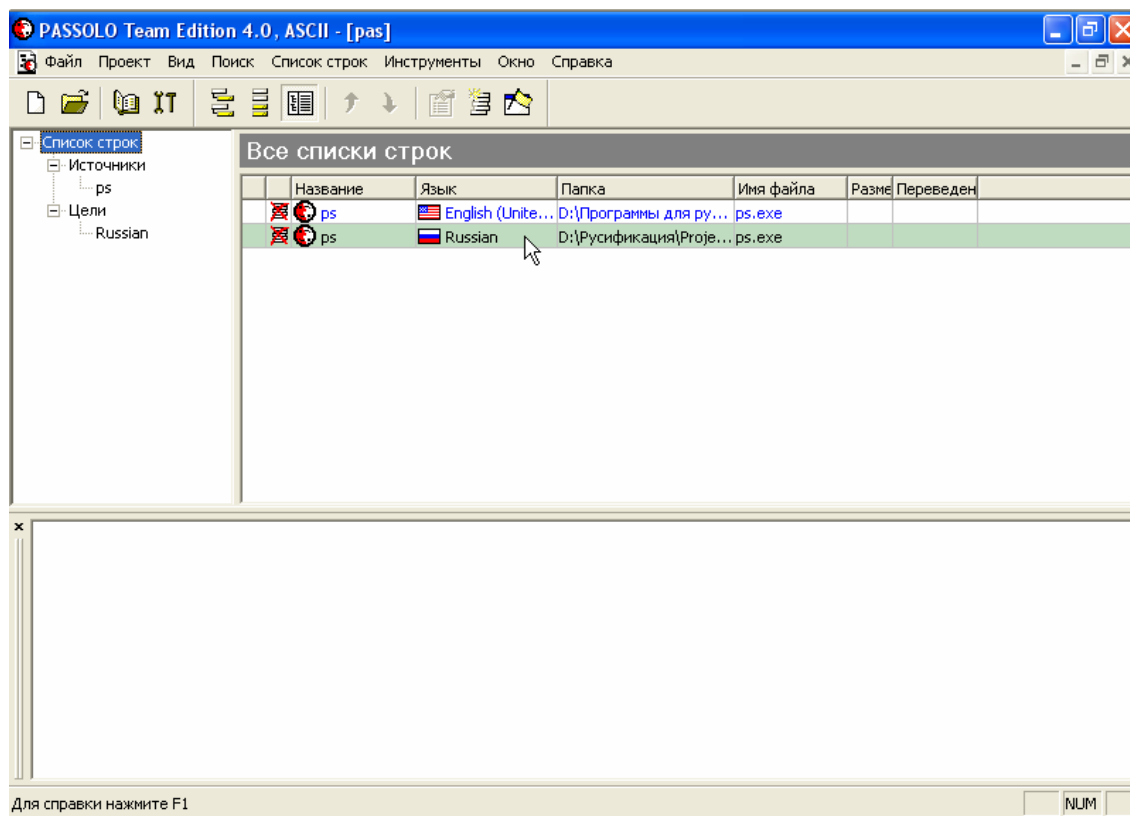 PASSOLO Team Edition 4.0, ASCII - [pas]
Файл Проект Вид Поиск Список строк Инструменты Окно Справка
Список строк
Источники
ps
Цели
Russian
Все списки строк
Название Язык Папка Имя файла Разме Переведен
ps English (Unite... D:\Программы для ру... ps.exe
ps Russian D:\Русификация\Proje... ps.exe
Для справки нажмите F1 NUM